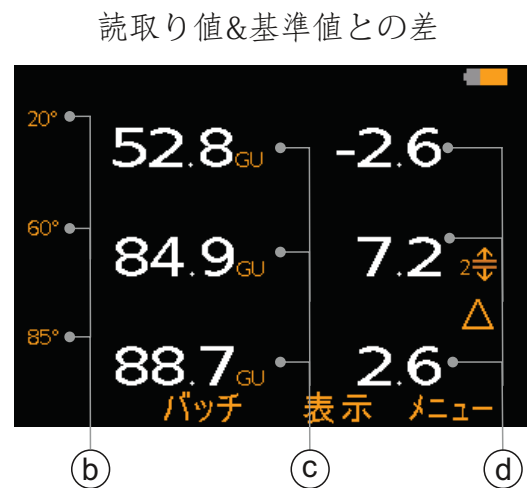 読取り値&基準値との差
20° 52.8GU -2.6
60° 84.9GU 7.2 2
△
85° 88.7GU 2.6
バッチ 表示 メニュー
b c d